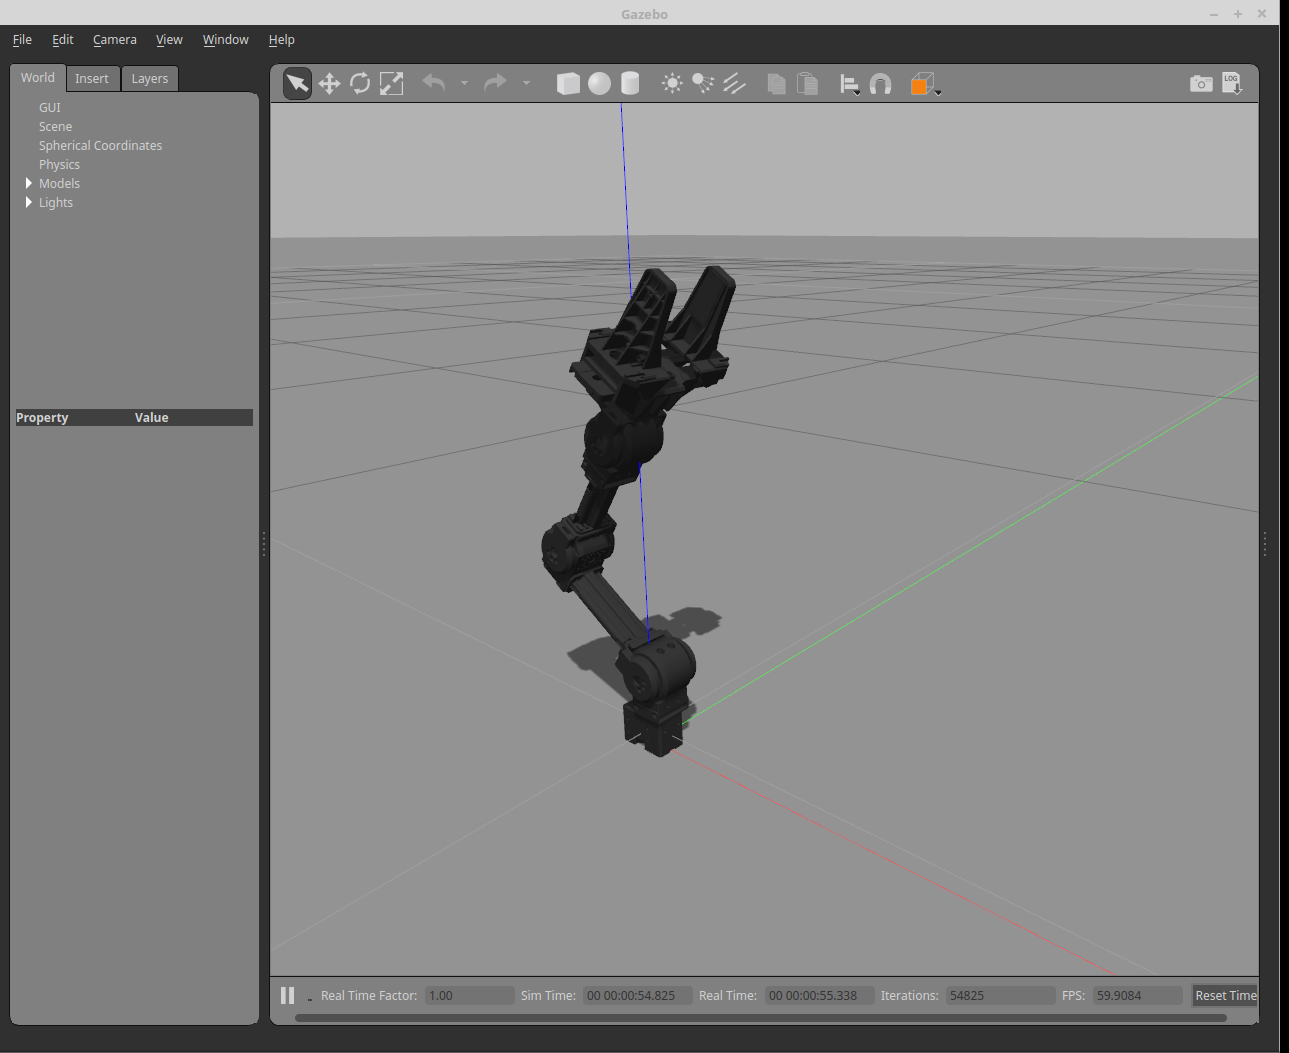 Gazebo
File Edit Camera View Window Help
World Insert Layers
LOG
GUI
Scene
Spherical Coordinates
Physics
Models
Lights
Property Value
Real Time Factor: 1.00 Sim Time: 00 00:00:54.825 Real Time: 00 00:00:55.338 Iterations: 54825 FPS: 59.9084 Reset Time